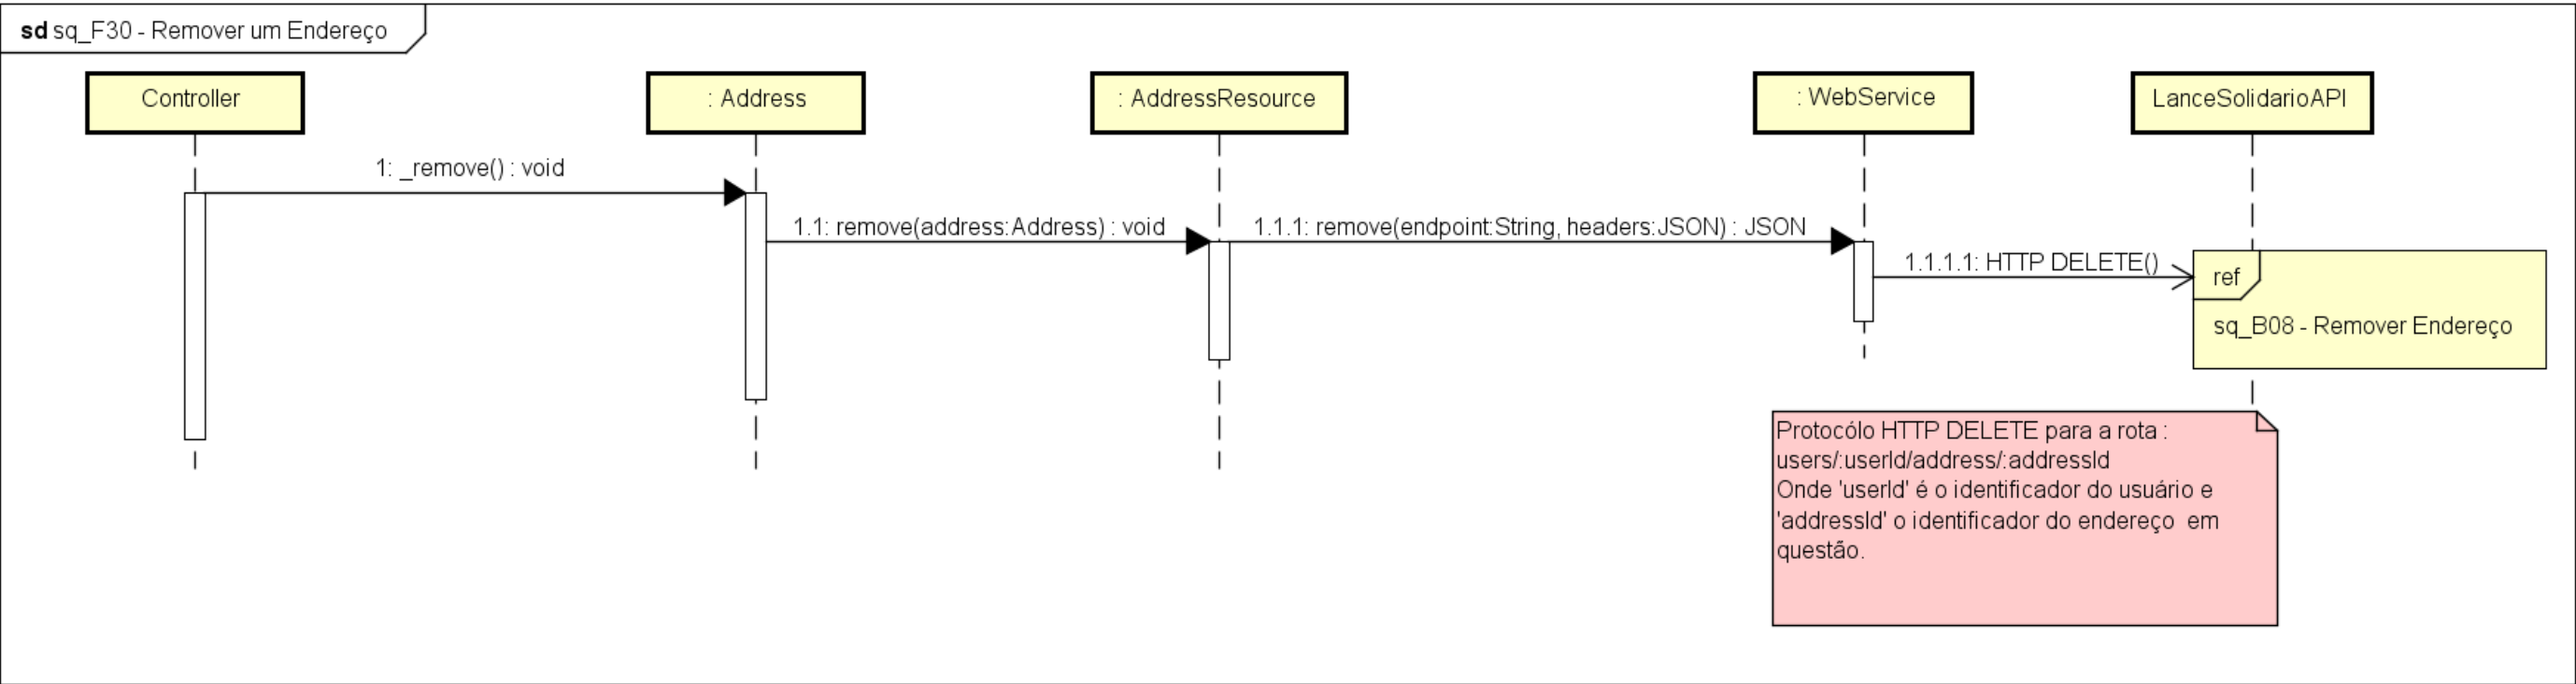 sd sq_F30 - Remover um Endereço
Controller
: Address
: AddressResource
: WebService
LanceSolidarioAPI
1: _remove() : void
1.1: remove(address:Address) : void
1.1.1: remove(endpoint:String, headers:JSON) : JSON
1.1.1.1: HTTP DELETE()
ref
sq_B08 - Remover Endereço
Protocólo HTTP DELETE para a rota :
users/:userId/address/:addressId
Onde 'userId' é o identificador do usuário e
'addressId' o identificador do endereço  em
questão.